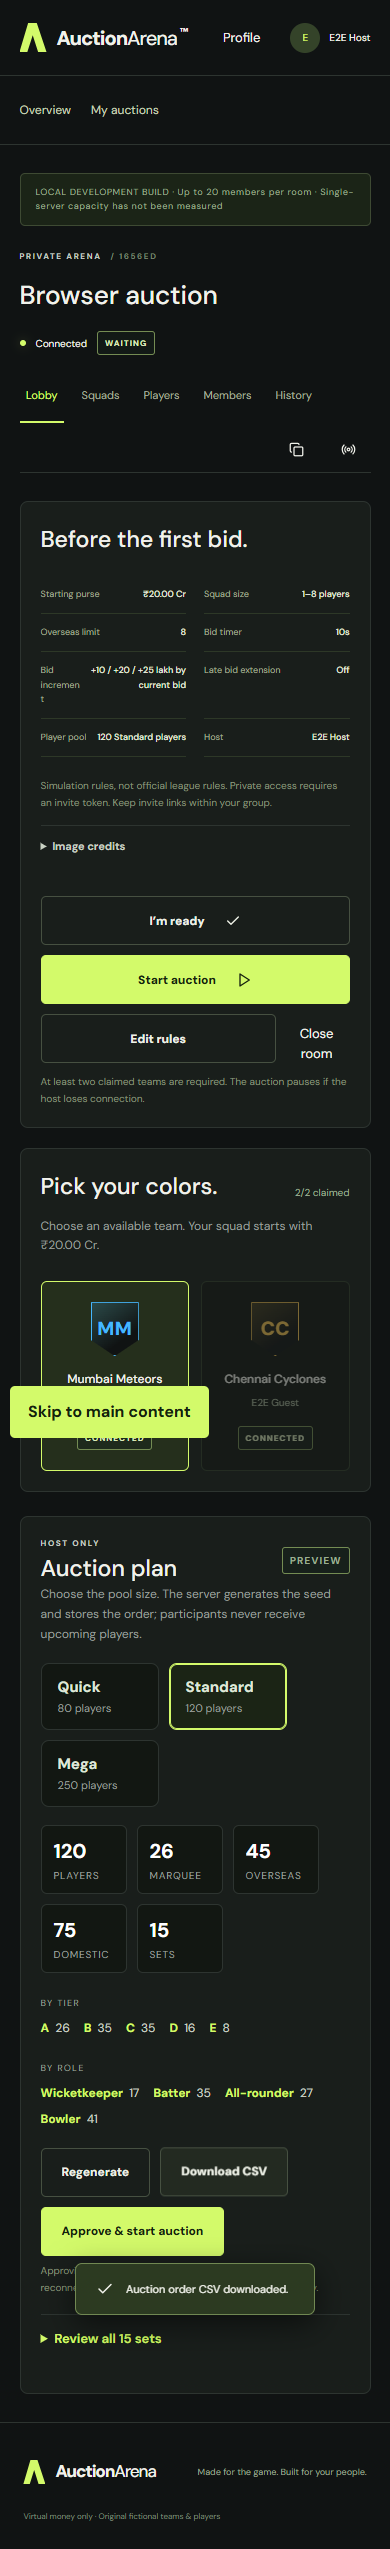 AuctionArena™ Profile E E2E Host
Overview My auctions
LOCAL DEVELOPMENT BUILD · Up to 20 members per room · Single-
server capacity has not been measured
PRIVATE ARENA / 1656ED
Browser auction
Connected WAITING
Lobby Squads Players Members History
Before the first bid.
Starting purse ₹20.00 Cr Squad size 1–8 players
Overseas limit 8 Bid timer 10s
Bid +10 / +20 / +25 lakh by Late bid extension Off
incremen current bid
t
Player pool 120 Standard players Host E2E Host
Simulation rules, not official league rules. Private access requires
an invite token. Keep invite links within your group.
Image credits
I'm ready
Start auction
Edit rules Close
room
At least two claimed teams are required. The auction pauses if the
host loses connection.
Pick your colors. 2/2 claimed
Choose an available team. Your squad starts with
₹20.00 Cr.
MM CC
Mumbai Meteors Chennai Cyclones
E2E Guest
Skip to main content
CONNECTED CONNECTED
HOST ONLY
Auction plan PREVIEW
Choose the pool size. The server generates the seed
and stores the order; participants never receive
upcoming players.
Quick Standard
80 players 120 players
Mega
250 players
120 26 45
PLAYERS MARQUEE OVERSEAS
75 15
DOMESTIC SETS
BY TIER
A 26 B 35 C 35 D 16 E 8
BY ROLE
Wicketkeeper 17 Batter 35 All-rounder 27
Bowler 41
Regenerate Download CSV
Approve & start auction
Auction order CSV downloaded.
Review all 15 sets
AuctionArena Made for the game. Built for your people.
Virtual money only · Original fictional teams & players